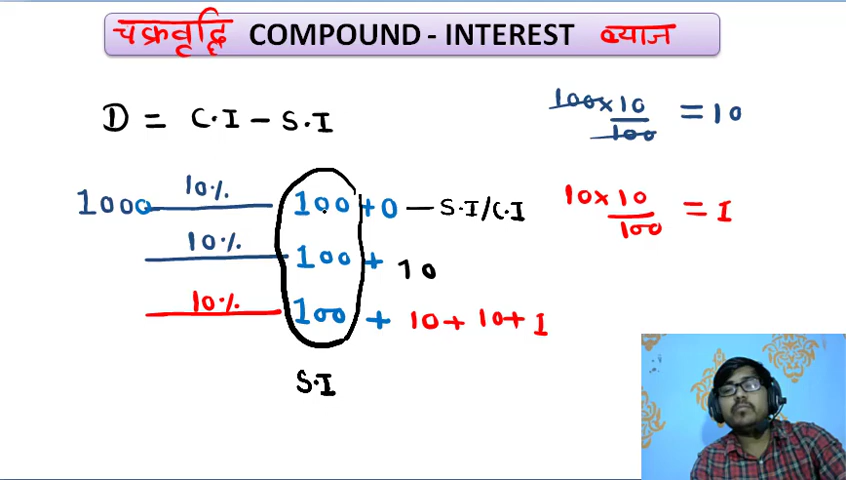 चक्रवृद्धि COMPOUND - INTEREST ब्याज
D = C.I - S.I
100 x 10 / 100 = 10
1000 10% 100 + 0 — S.I/C.I
10 x 10 / 100 = 1
10% 100 + 10
10% 100 + 10 + 10 + 1
S.I